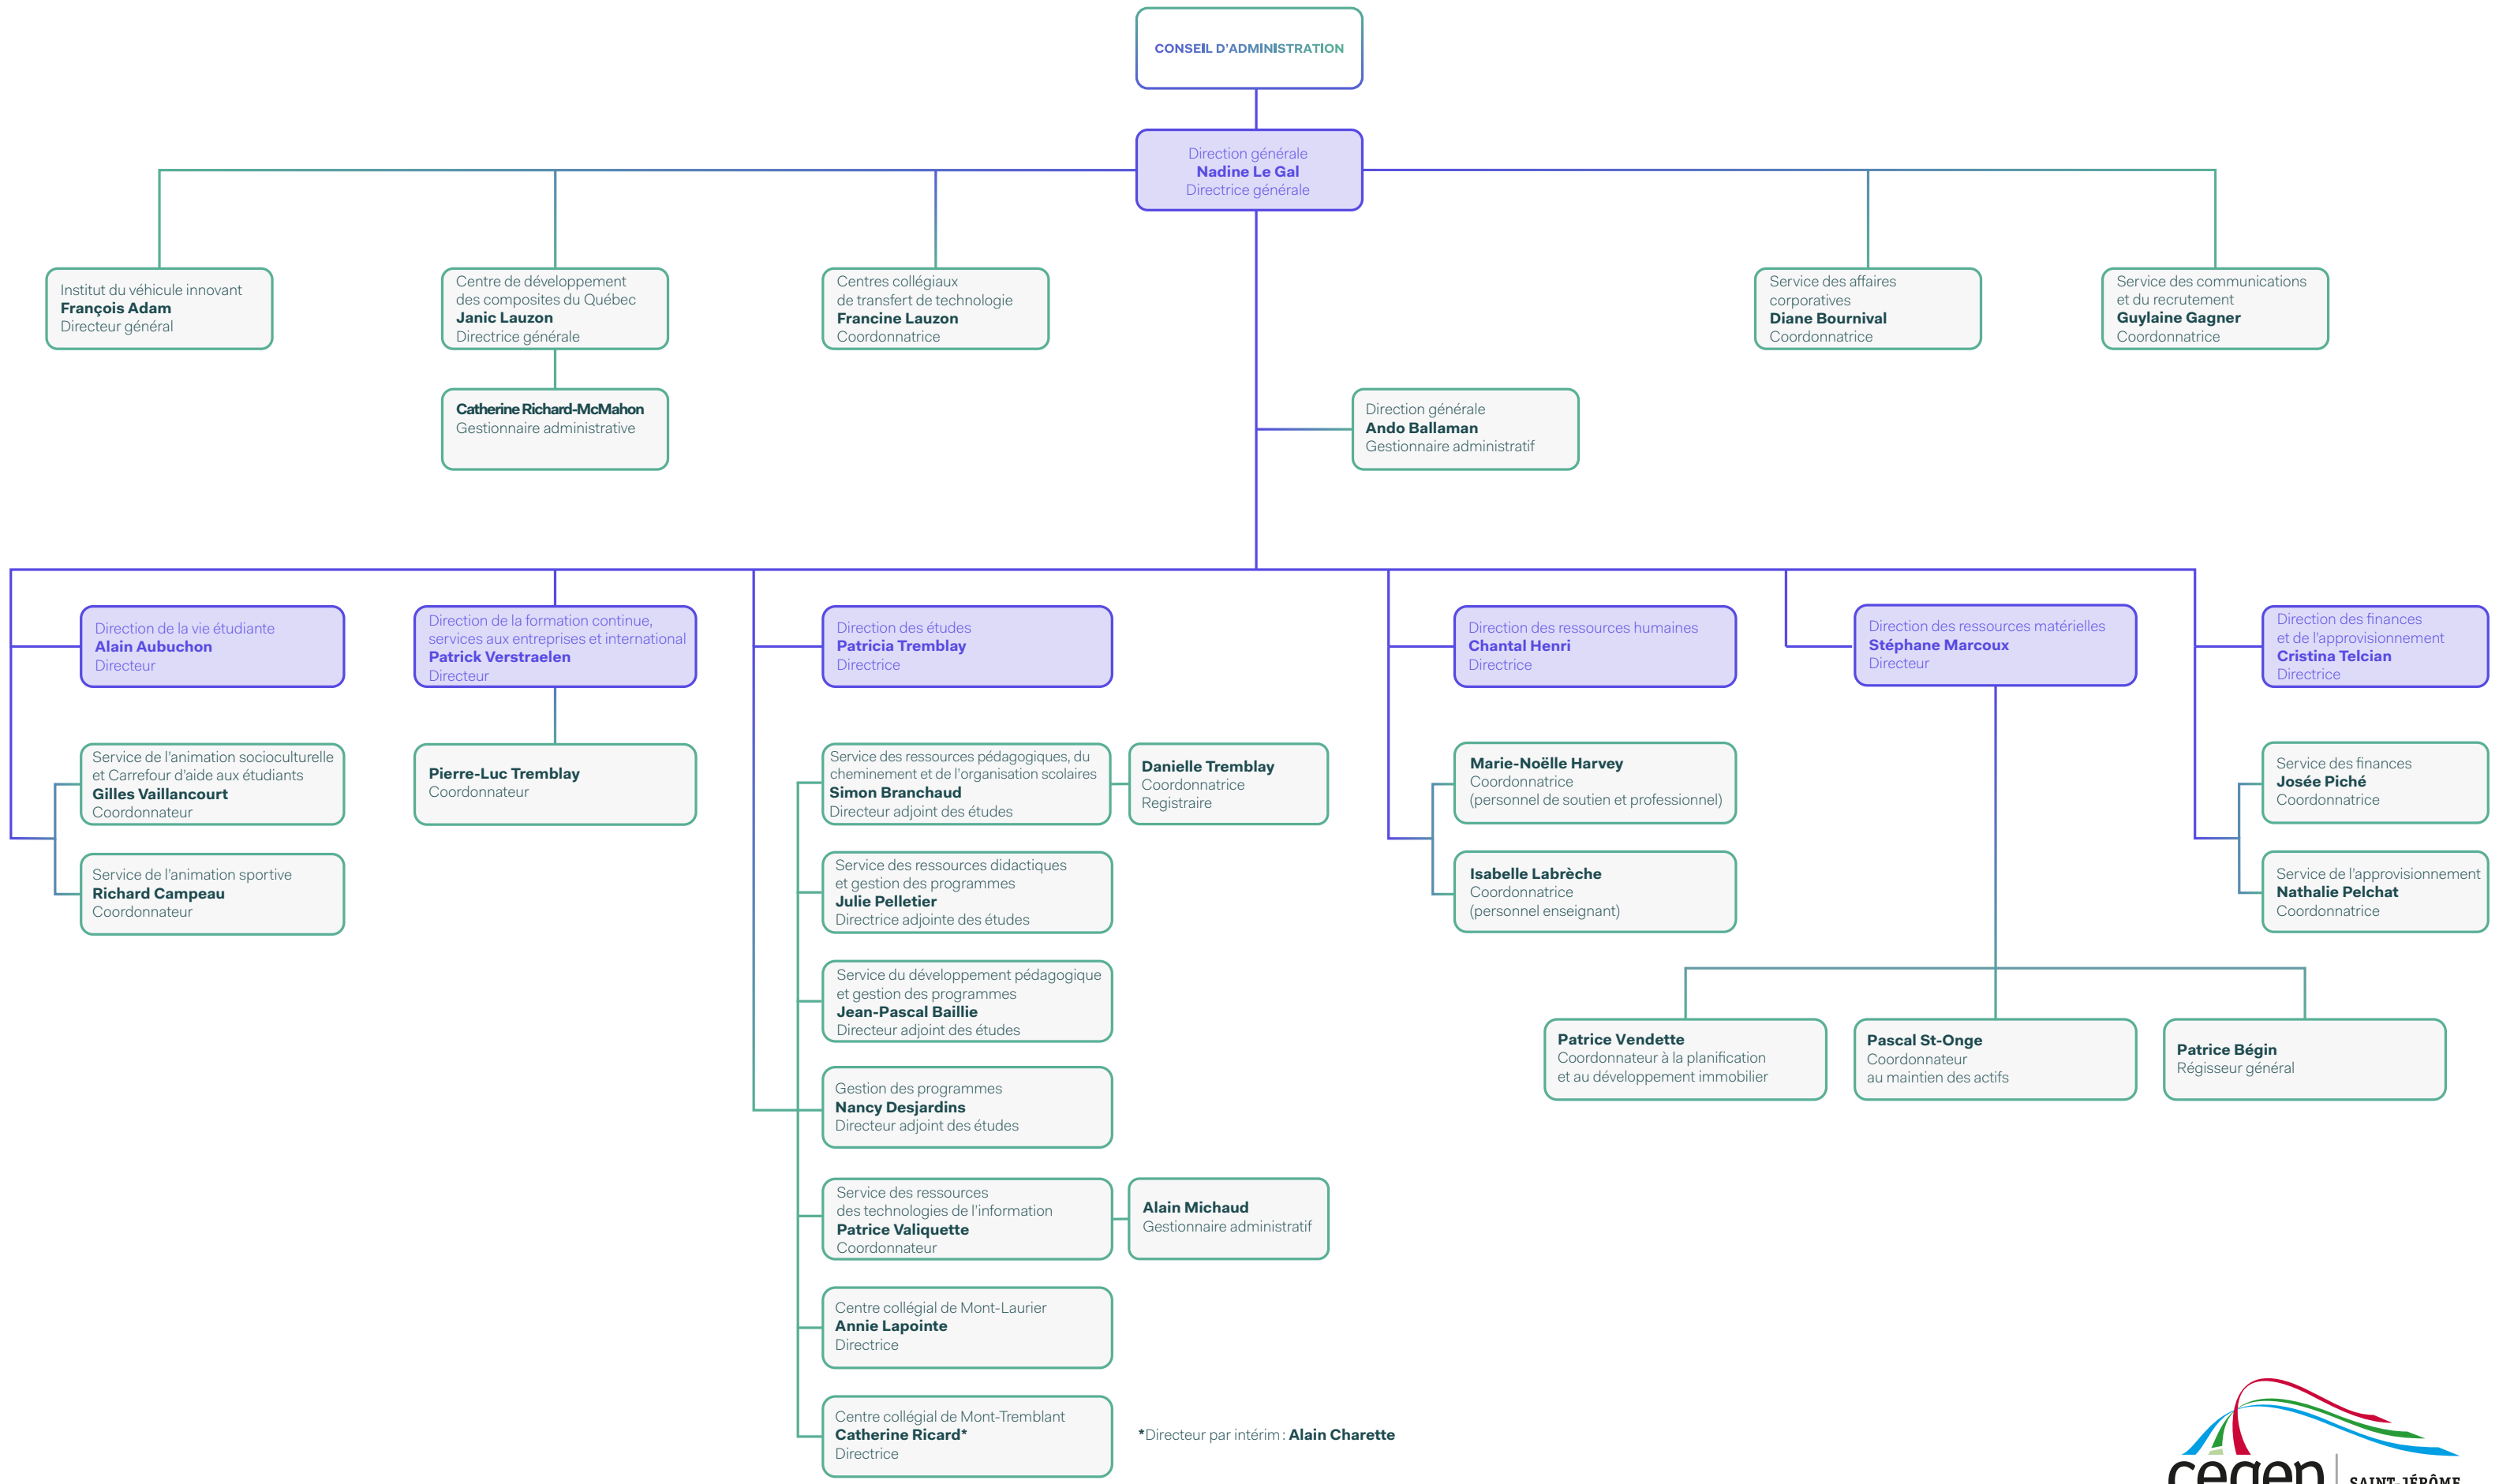 CONSEIL D'ADMINISTRATION
Direction générale
Nadine Le Gal
Directrice générale
Institut du véhicule innovant
François Adam
Directeur général
Centre de développement
des composites du Québec
Janic Lauzon
Directrice générale
Centres collégiaux
de transfert de technologie
Francine Lauzon
Coordonnatrice
Service des affaires
corporatives
Diane Bournival
Coordonnatrice
Service des communications
et du recrutement
Guylaine Gagner
Coordonnatrice
Catherine Richard-McMahon
Gestionnaire administrative
Direction générale
Ando Ballaman
Gestionnaire administratif
Direction de la vie étudiante
Alain Aubuchon
Directeur
Direction de la formation continue,
services aux entreprises et international
Patrick Verstraelen
Directeur
Direction des études
Patricia Tremblay
Directrice
Direction des ressources humaines
Chantal Henri
Directrice
Direction des ressources matérielles
Stéphane Marcoux
Directeur
Direction des finances
et de l'approvisionnement
Cristina Telcian
Directrice
Service de l'animation socioculturelle
et Carrefour d'aide aux étudiants
Gilles Vaillancourt
Coordonnateur
Service de l'animation sportive
Richard Campeau
Coordonnateur
Pierre-Luc Tremblay
Coordonnateur
Service des ressources pédagogiques, du
cheminement et de l'organisation scolaires
Simon Branchaud
Directeur adjoint des études
Danielle Tremblay
Coordonnatrice
Registraire
Service des ressources didactiques
et gestion des programmes
Julie Pelletier
Directrice adjointe des études
Service du développement pédagogique
et gestion des programmes
Jean-Pascal Baillie
Directeur adjoint des études
Gestion des programmes
Nancy Desjardins
Directeur adjoint des études
Service des ressources
des technologies de l'information
Patrice Valiquette
Coordonnateur
Alain Michaud
Gestionnaire administratif
Centre collégial de Mont-Laurier
Annie Lapointe
Directrice
Centre collégial de Mont-Tremblant
Catherine Ricard*
Directrice
*Directeur par intérim : Alain Charette
Marie-Noëlle Harvey
Coordonnatrice
(personnel de soutien et professionnel)
Isabelle Labrèche
Coordonnatrice
(personnel enseignant)
Patrice Vendette
Coordonnateur à la planification
et au développement immobilier
Pascal St-Onge
Coordonnateur
au maintien des actifs
Patrice Bégin
Régisseur général
Service des finances
Josée Piché
Coordonnatrice
Service de l'approvisionnement
Nathalie Pelchat
Coordonnatrice
cégep SAINT-JÉRÔME